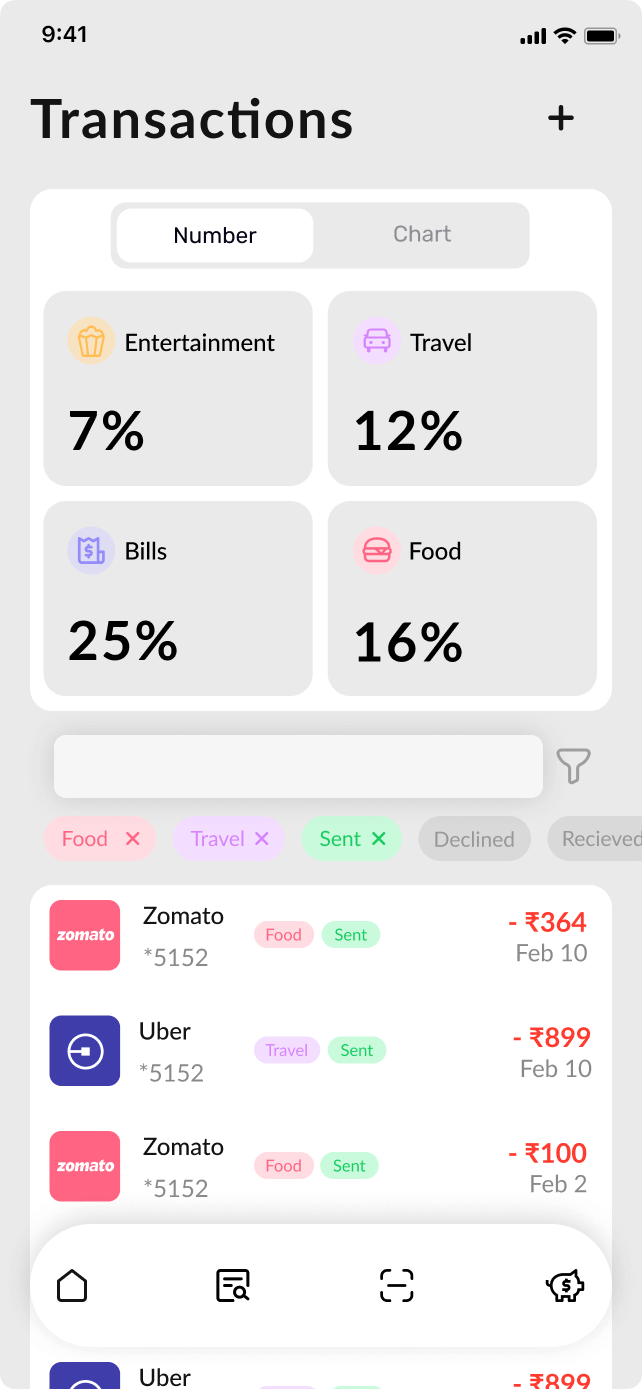 9:41
Transactions
+
Number
Chart
Entertainment
7%
Travel
12%
Bills
25%
Food
16%
Food ×
Travel ×
Sent ×
Declined
Recieved
zomato
Zomato
*5152
Food
Sent
- ₹364
Feb 10
Uber
*5152
Travel
Sent
- ₹899
Feb 10
zomato
Zomato
*5152
Food
Sent
- ₹100
Feb 2
Uber
- ₹899